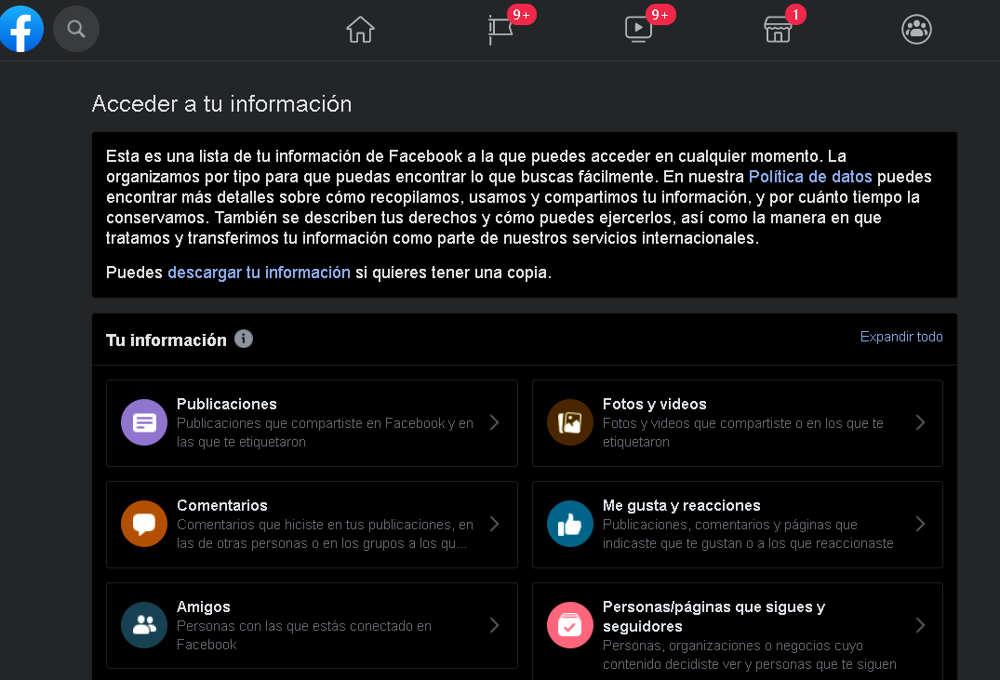 9+
9+
1
Acceder a tu información
Esta es una lista de tu información de Facebook a la que puedes acceder en cualquier momento. La
organizamos por tipo para que puedas encontrar lo que buscas fácilmente. En nuestra Política de datos puedes
encontrar más detalles sobre cómo recopilamos, usamos y compartimos tu información, y por cuánto tiempo la
conservamos. También se describen tus derechos y cómo puedes ejercerlos, así como la manera en que
tratamos y transferimos tu información como parte de nuestros servicios internacionales.
Puedes descargar tu información si quieres tener una copia.
Tu información
Expandir todo
Publicaciones
Publicaciones que compartiste en Facebook y en
las que te etiquetaron
Fotos y videos
Fotos y videos que compartiste o en los que te
etiquetaron
Comentarios
Comentarios que hiciste en tus publicaciones, en
las de otras personas o en los grupos a los qu...
Me gusta y reacciones
Publicaciones, comentarios y páginas que
indicaste que te gustan o a los que reaccionaste
Amigos
Personas con las que estás conectado en
Facebook
Personas/páginas que sigues y
seguidores
Personas, organizaciones o negocios cuyo
contenido decidiste ver y personas que te siguen